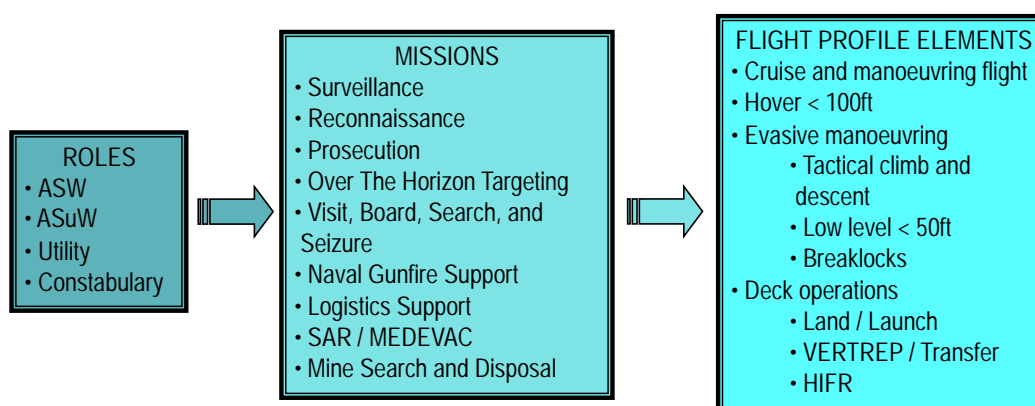 ROLES
• ASW
• ASuW
• Utility
• Constabulary
MISSIONS
• Surveillance
• Reconnaissance
• Prosecution
• Over The Horizon Targeting
• Visit, Board, Search, and
Seizure
• Naval Gunfire Support
• Logistics Support
• SAR / MEDEVAC
• Mine Search and Disposal
FLIGHT PROFILE ELEMENTS
• Cruise and manoeuvring flight
• Hover < 100ft
• Evasive manoeuvring
• Tactical climb and
descent
• Low level < 50ft
• Breaklocks
• Deck operations
• Land / Launch
• VERTREP / Transfer
• HIFR